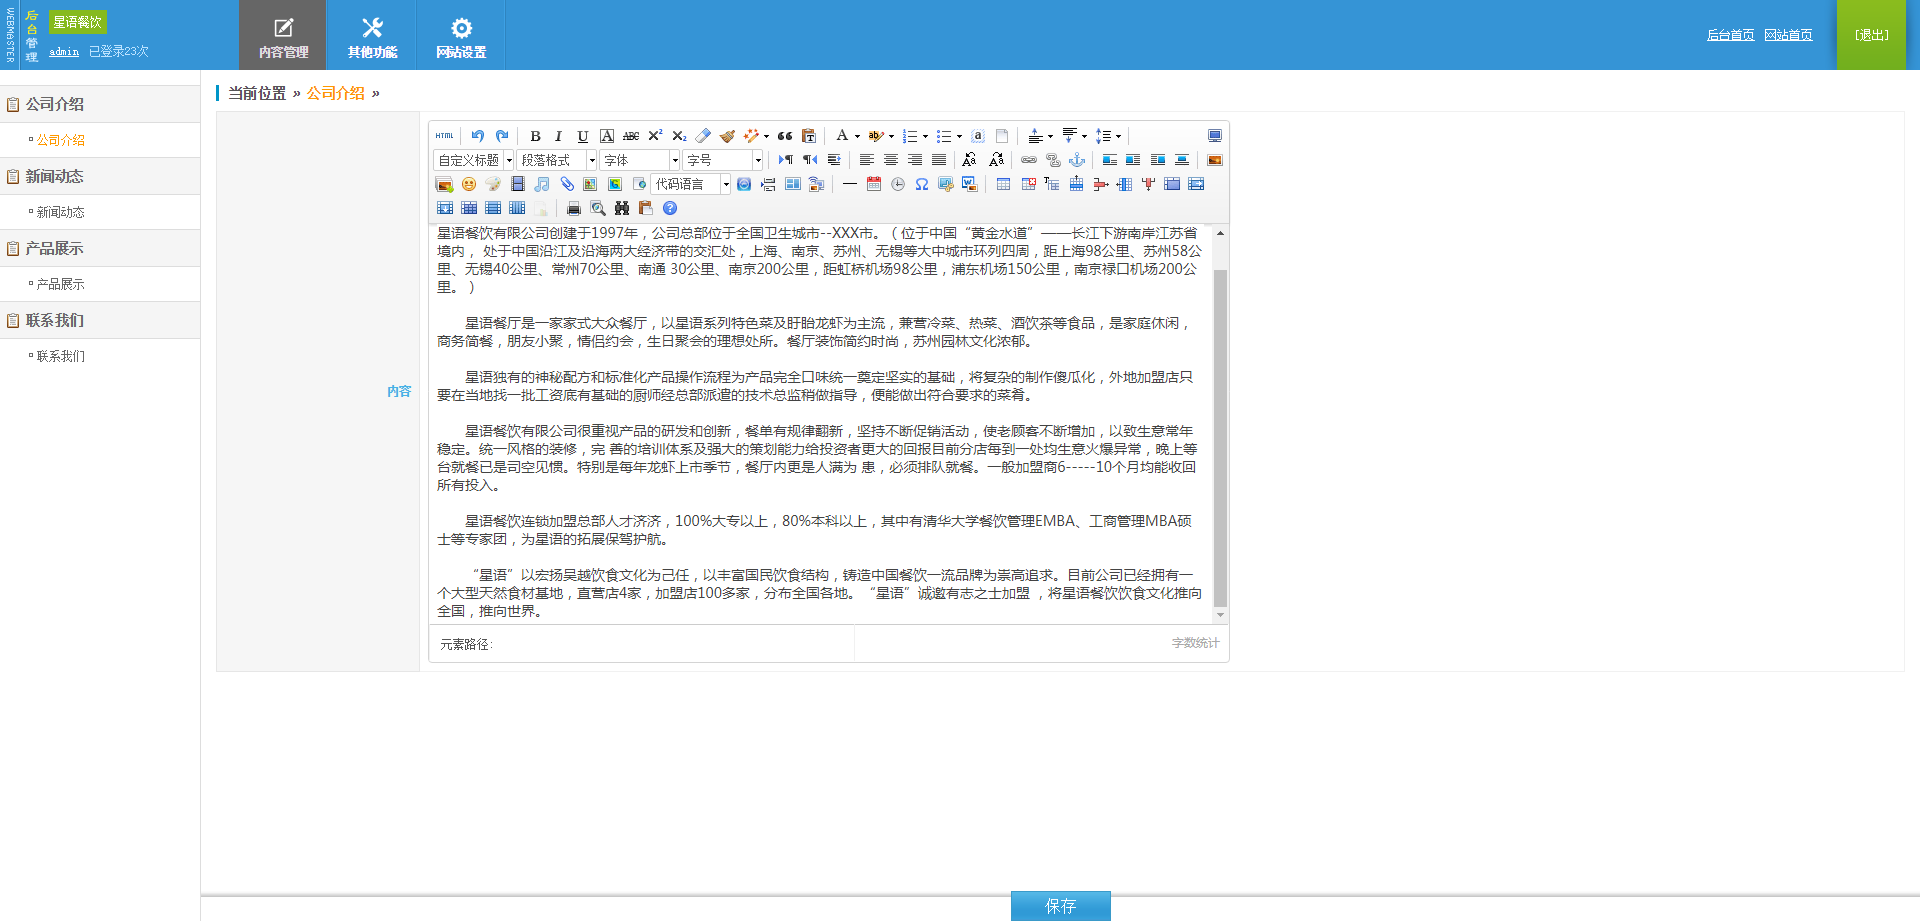 WEBMASTER
后台管理
星语餐饮
admin 已登录23次
内容管理
其他功能
网站设置
后台首页 网站首页
[退出]
公司介绍
公司介绍
新闻动态
新闻动态
产品展示
产品展示
联系我们
联系我们
当前位置 » 公司介绍 »
内容
HTML
自定义标题 段落格式 字体 字号
代码语言
星语餐饮有限公司创建于1997年，公司总部位于全国卫生城市--XXX市。（ 位于中国“黄金水道”——长江下游南岸江苏省
境内 ， 处于中国沿江及沿海两大经济带的交汇处，上海、南京、苏州、无锡等大中城市环列四周，距上海98公里、苏州58公
里、无锡40公里、常州70公里、南通 30公里、南京200公里，距虹桥机场98公里，浦东机场150公里，南京禄口机场200公
里。 ）
星语餐厅是一家家式大众餐厅，以星语系列特色菜及盱眙龙虾为主流，兼营冷菜、热菜、酒饮茶等食品，是家庭休闲，
商务简餐，朋友小聚，情侣约会，生日聚会的理想处所。餐厅装饰简约时尚，苏州园林文化浓郁。
星语独有的神秘配方和标准化产品操作流程为产品完全口味统一奠定坚实的基础，将复杂的制作傻瓜化，外地加盟店只
要在当地找一批工资底有基础的厨师经总部派遣的技术总监稍做指导，便能做出符合要求的菜肴。
星语餐饮有限公司很重视产品的研发和创新，餐单有规律翻新，坚持不断促销活动，使老顾客不断增加，以致生意常年
稳定。统一风格的装修，完 善的培训体系及强大的策划能力给投资者更大的回报目前分店每到一处均生意火爆异常，晚上等
台就餐已是司空见惯。特别是每年龙虾上市季节，餐厅内更是人满为 患，必须排队就餐。一般加盟商6-----10个月均能收回
所有投入。
星语餐饮连锁加盟总部人才济济，100%大专以上，80%本科以上，其中有清华大学餐饮管理EMBA、工商管理MBA硕
士等专家团，为星语的拓展保驾护航。
“星语”以宏扬吴越饮食文化为己任，以丰富国民饮食结构，铸造中国餐饮一流品牌为崇高追求。目前公司已经拥有一
个大型天然食材基地，直营店4家，加盟店100多家，分布全国各地。“星语”诚邀有志之士加盟 ，将星语餐饮饮食文化推向
全国，推向世界。
元素路径:
字数统计
保存